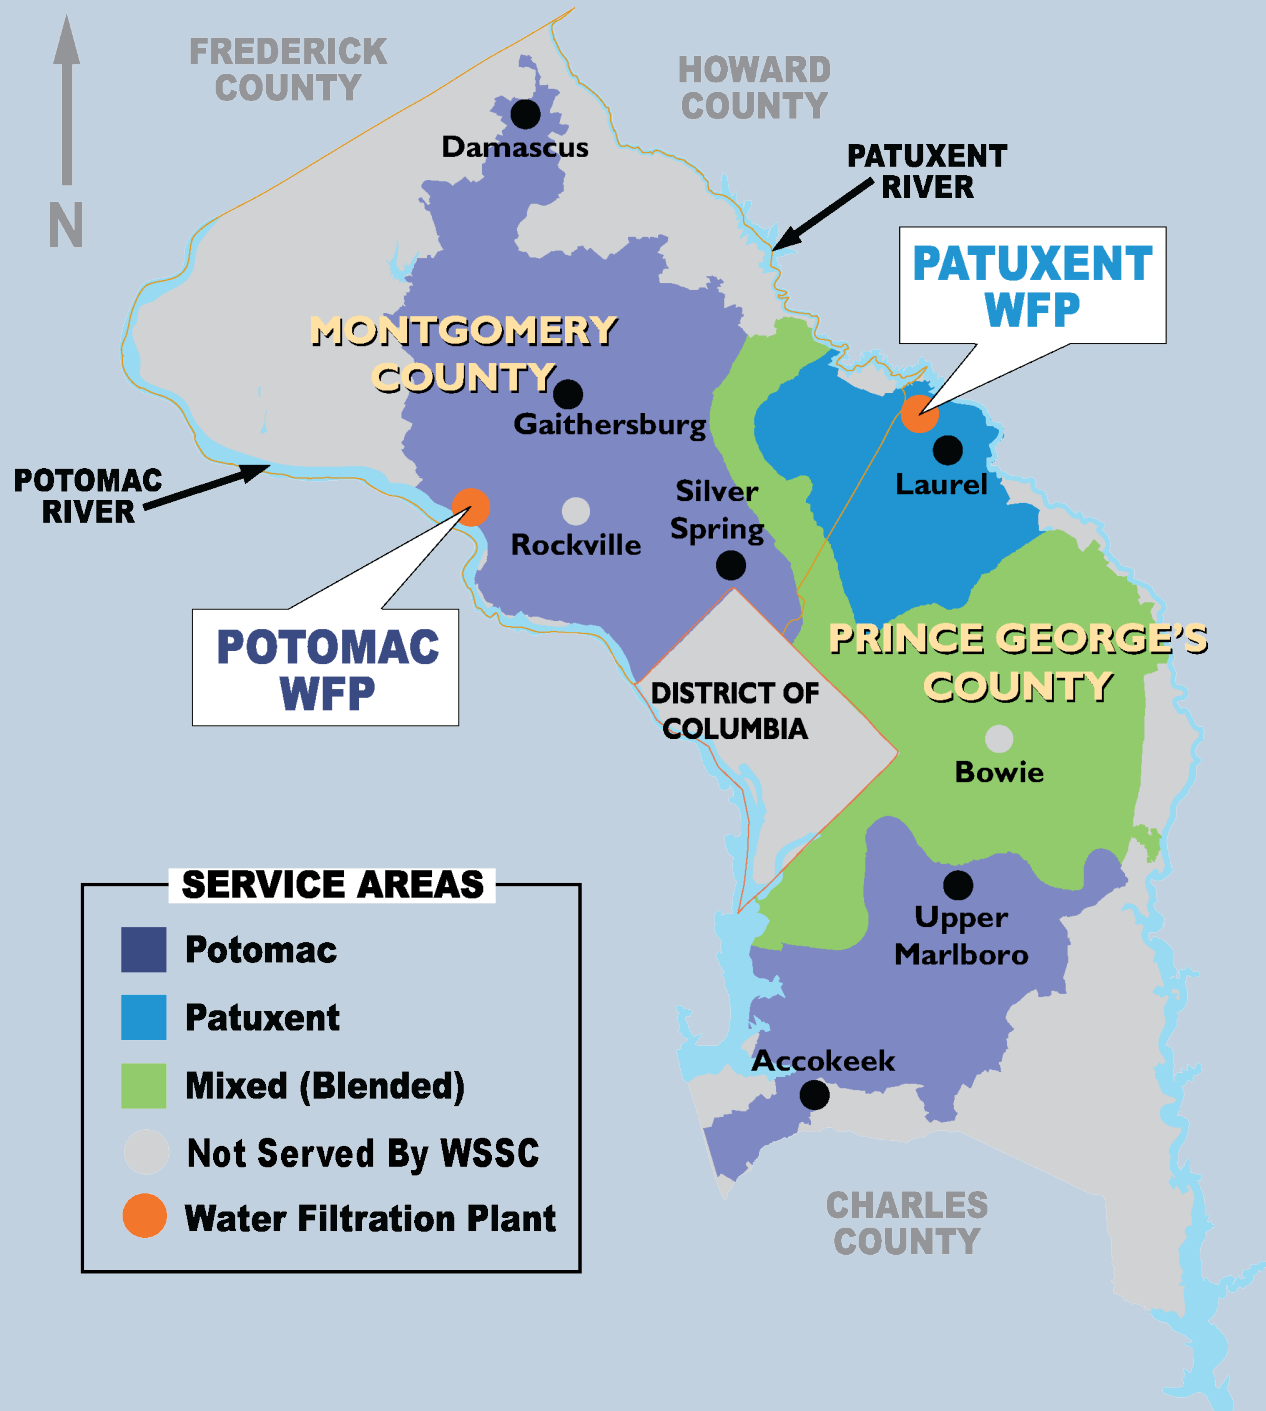 FREDERICK
COUNTY
HOWARD
COUNTY
N
Damascus
PATUXENT
RIVER
PATUXENT
WFP
MONTGOMERY
COUNTY
Gaithersburg
Laurel
POTOMAC
RIVER
Silver
Spring
Rockville
POTOMAC
WFP
PRINCE GEORGE'S
COUNTY
DISTRICT OF
COLUMBIA
Bowie
Upper
Marlboro
Accokeek
CHARLES
COUNTY
SERVICE AREAS
Potomac
Patuxent
Mixed (Blended)
Not Served By WSSC
Water Filtration Plant